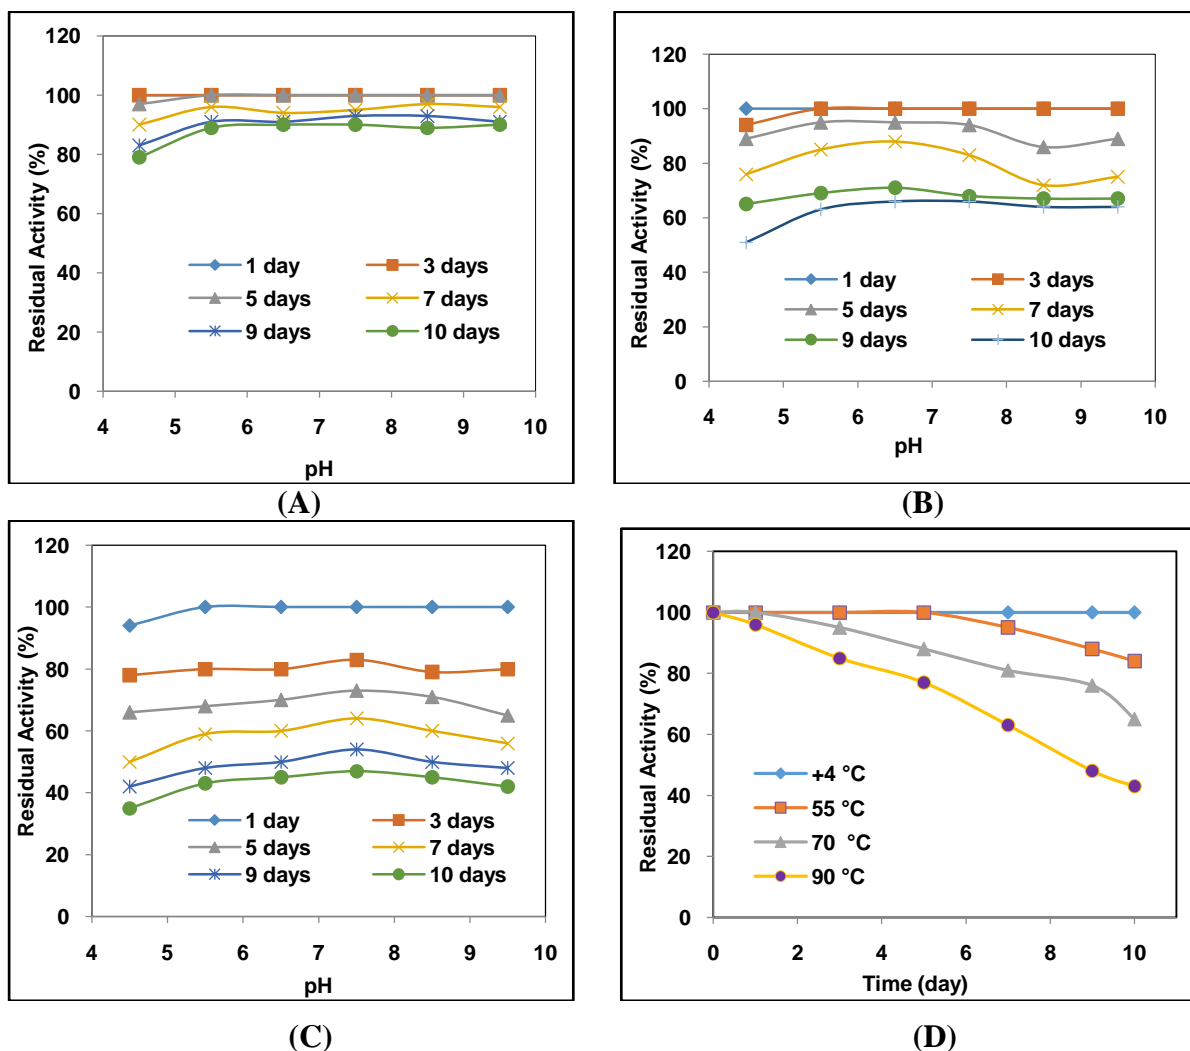 120
100
80
60
40
20
0
Residual Activity (%)
1 day
3 days
5 days
7 days
9 days
10 days
4 5 6 7 8 9 10
pH
(A)
120
100
80
60
40
20
0
Residual Activity (%)
1 day
3 days
5 days
7 days
9 days
10 days
4 5 6 7 8 9 10
pH
(B)
120
100
80
60
40
20
0
Residual Activity (%)
1 day
3 days
5 days
7 days
9 days
10 days
4 5 6 7 8 9 10
pH
(C)
120
100
80
60
40
20
0
Residual Activity (%)
+4 °C
55 °C
70 °C
90 °C
0 2 4 6 8 10
Time (day)
(D)